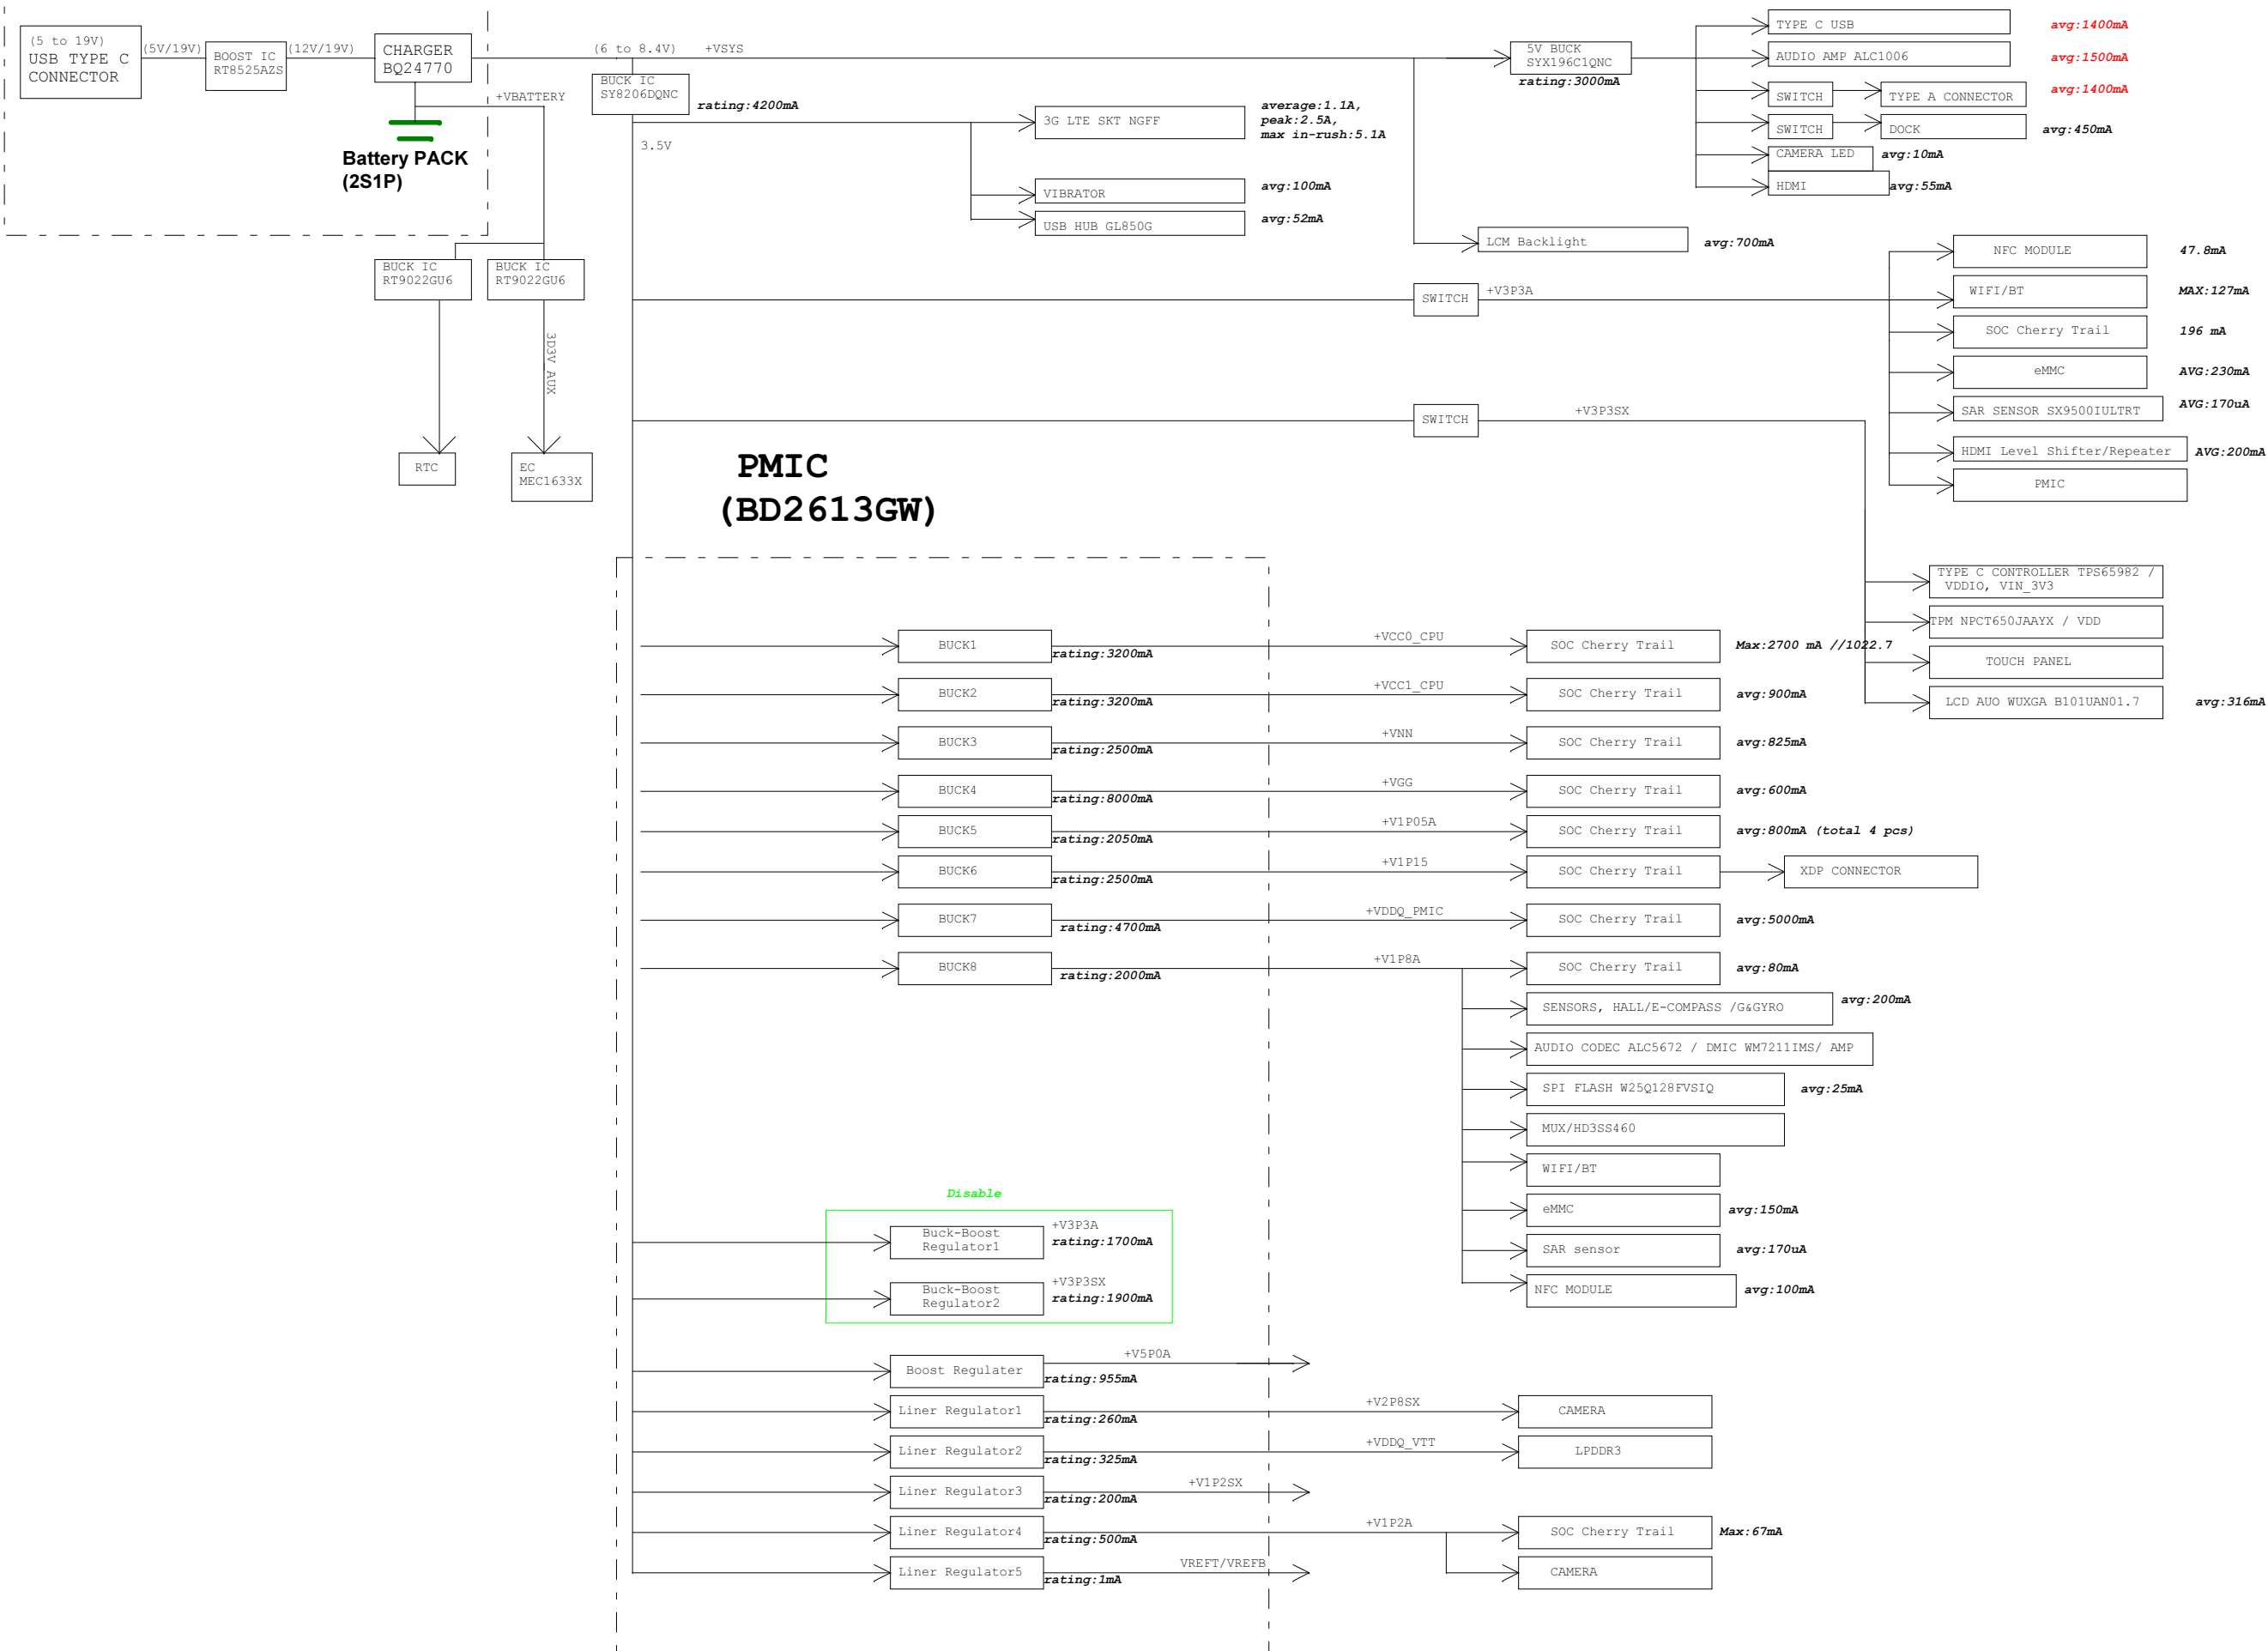 (5 to 19V)
USB TYPE C
CONNECTOR
(5V/19V)
BOOST IC
RT8525AZS
(12V/19V)
CHARGER
BQ24770
+VBATTERY
Battery PACK
(2S1P)
(6 to 8.4V)
+VSYS
BUCK IC
SY8206DQNC
rating:4200mA
3.5V
3G LTE SKT NGFF
average:1.1A,
peak:2.5A,
max in-rush:5.1A
VIBRATOR
avg:100mA
USB HUB GL850G
avg:52mA
5V BUCK
SYX196C1QNC
rating:3000mA
TYPE C USB
avg:1400mA
AUDIO AMP ALC1006
avg:1500mA
SWITCH
TYPE A CONNECTOR
avg:1400mA
SWITCH
DOCK
avg:450mA
CAMERA LED
avg:10mA
HDMI
avg:55mA
LCM Backlight
avg:700mA
BUCK IC
RT9022GU6
BUCK IC
RT9022GU6
3D3V_AUX
RTC
EC
MEC1633X
SWITCH
+V3P3A
NFC MODULE
47.8mA
WIFI/BT
MAX:127mA
SOC Cherry Trail
196 mA
eMMC
AVG:230mA
SAR SENSOR SX9500IULTRT
AVG:170uA
HDMI Level Shifter/Repeater
AVG:200mA
PMIC
SWITCH
+V3P3SX
TYPE C CONTROLLER TPS65982 /
VDDIO, VIN_3V3
TPM NPCT650JAAYX / VDD
TOUCH PANEL
LCD AUO WUXGA B101UAN01.7
avg:316mA
PMIC
(BD2613GW)
BUCK1
rating:3200mA
+VCC0_CPU
SOC Cherry Trail
Max:2700 mA //1022.7
BUCK2
rating:3200mA
+VCC1_CPU
SOC Cherry Trail
avg:900mA
BUCK3
rating:2500mA
+VNN
SOC Cherry Trail
avg:825mA
BUCK4
rating:8000mA
+VGG
SOC Cherry Trail
avg:600mA
BUCK5
rating:2050mA
+V1P05A
SOC Cherry Trail
avg:800mA (total 4 pcs)
BUCK6
rating:2500mA
+V1P15
SOC Cherry Trail
XDP CONNECTOR
BUCK7
rating:4700mA
+VDDQ_PMIC
SOC Cherry Trail
avg:5000mA
BUCK8
rating:2000mA
+V1P8A
SOC Cherry Trail
avg:80mA
SENSORS, HALL/E-COMPASS /G&GYRO
avg:200mA
AUDIO CODEC ALC5672 / DMIC WM7211IMS/ AMP
SPI FLASH W25Q128FVSIQ
avg:25mA
MUX/HD3SS460
WIFI/BT
eMMC
avg:150mA
SAR sensor
avg:170uA
NFC MODULE
avg:100mA
Disable
Buck-Boost
Regulator1
+V3P3A
rating:1700mA
Buck-Boost
Regulator2
+V3P3SX
rating:1900mA
Boost Regulater
+V5P0A
rating:955mA
Liner Regulator1
rating:260mA
+V2P8SX
CAMERA
Liner Regulator2
rating:325mA
+VDDQ_VTT
LPDDR3
Liner Regulator3
rating:200mA
+V1P2SX
Liner Regulator4
rating:500mA
+V1P2A
SOC Cherry Trail
Max:67mA
Liner Regulator5
rating:1mA
VREFT/VREFB
CAMERA